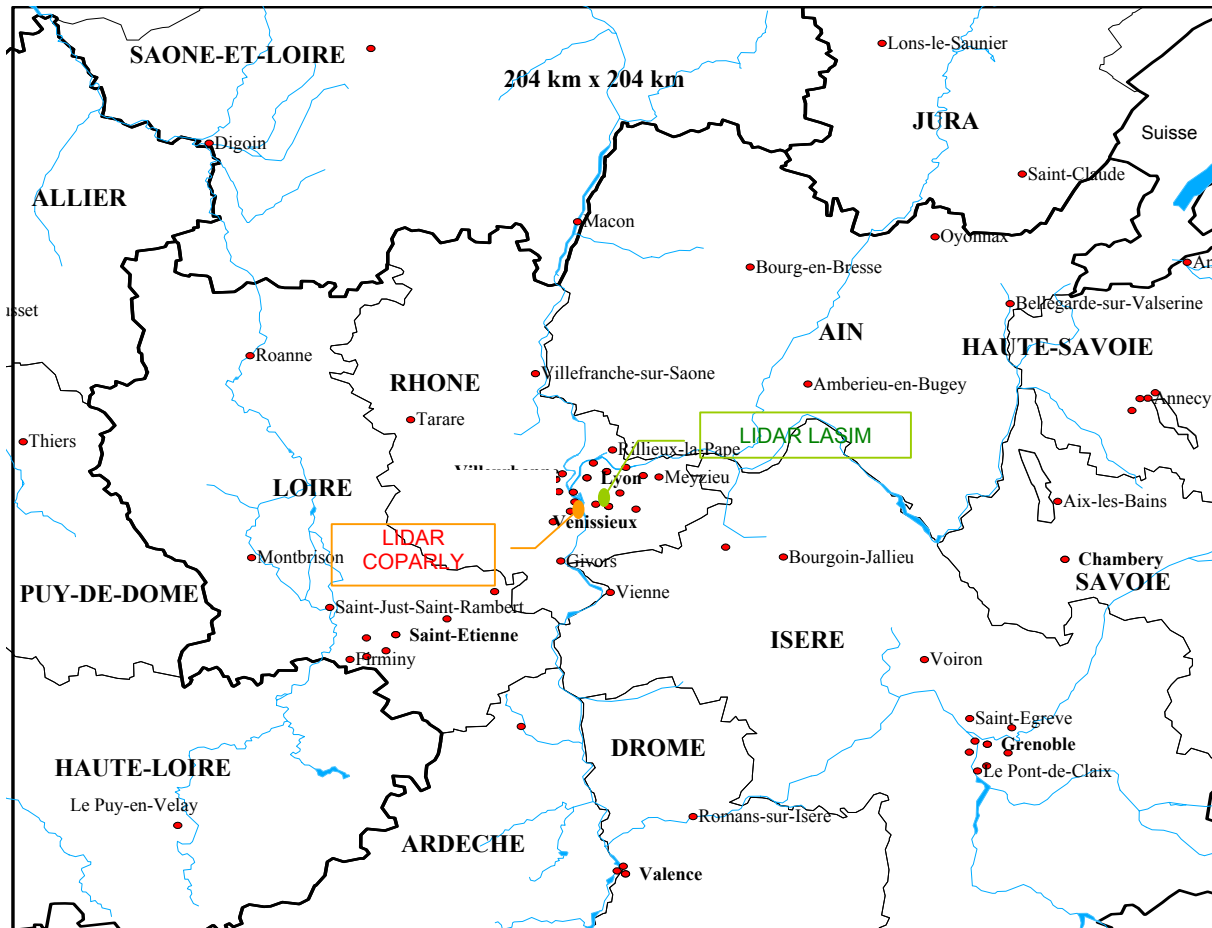 Lons-le-Saunier
SAONE-ET-LOIRE
204 km x 204 km
JURA
Suisse
Digoin
Saint-Claude
ALLIER
Macon
Oyonnax
An
Bourg-en-Bresse
Bellegarde-sur-Valserine
sset
AIN
HAUTE-SAVOIE
Roanne
Villefranche-sur-Saone
RHONE
Amberieu-en-Bugey
Annecy
Tarare
LIDAR LASIM
Thiers
Rillieux-la-Pape
Lyon
Meyzieu
LOIRE
Aix-les-Bains
Venissieux
LIDAR
COPARLY
Montbrison
Givors
Bourgoin-Jallieu
Chambery
SAVOIE
PUY-DE-DOME
Vienne
Saint-Just-Saint-Rambert
Saint-Etienne
ISERE
Firminy
Voiron
Saint-Egreve
DROME
Grenoble
HAUTE-LOIRE
Le Pont-de-Claix
Le Puy-en-Velay
Romans-sur-Isere
ARDECHE
Valence